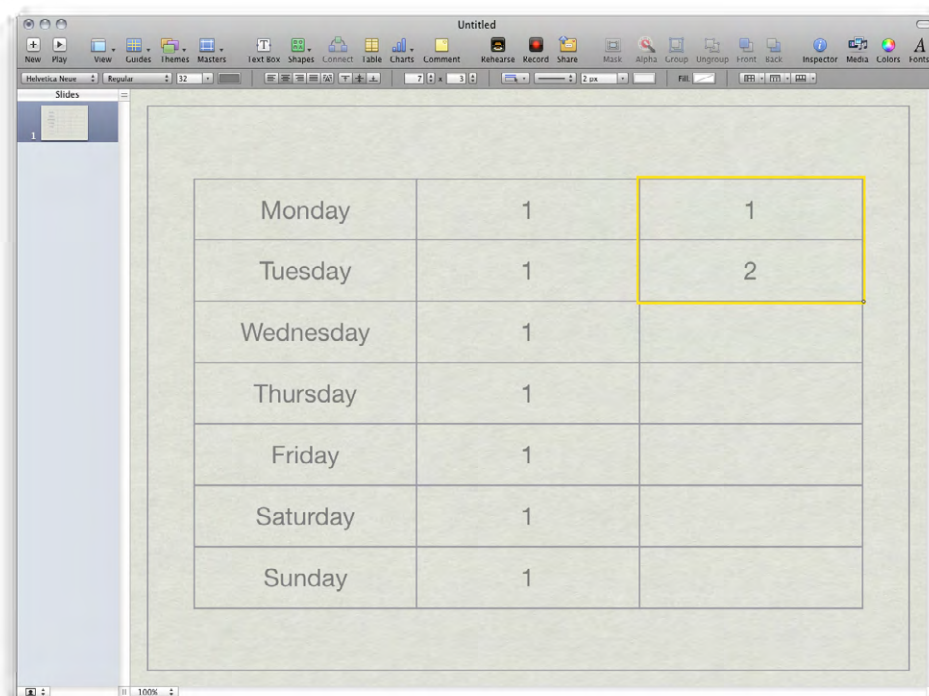 Untitled
New Play View Guides Themes Masters Text Box Shapes Connect Table Charts Comment Rehearse Record Share Mask Alpha Group Ungroup Front Back Inspector Media Colors Fonts
Helvetica Neue Regular 32 7 x 3 2 px Fill
Slides
1
Monday 1 1
Tuesday 1 2
Wednesday 1
Thursday 1
Friday 1
Saturday 1
Sunday 1
100%